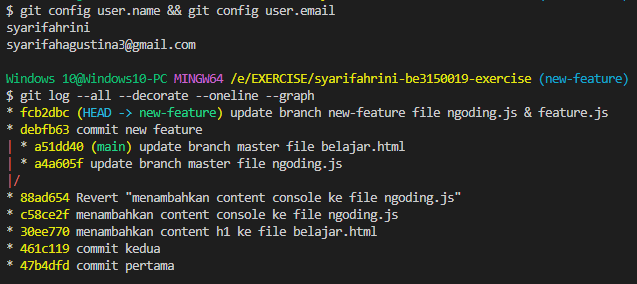 $ git config user.name && git config user.email
syarifahrini
syarifahagustina3@gmail.com
Windows 10@Windows10-PC MINGW64 /e/EXERCISE/syarifahrini-be3150019-exercise (new-feature)
$ git log --all --decorate --oneline --graph
* fcb2dbc (HEAD -> new-feature) update branch new-feature file ngoding.js & feature.js
* debfb63 commit new feature
| * a51dd40 (main) update branch master file belajar.html
| * a4a605f update branch master file ngoding.js
|/
* 88ad654 Revert "menambahkan content console ke file ngoding.js"
* c58ce2f menambahkan content console ke file ngoding.js
* 30ee770 menambahkan content h1 ke file belajar.html
* 461c119 commit kedua
* 47b4dfd commit pertama